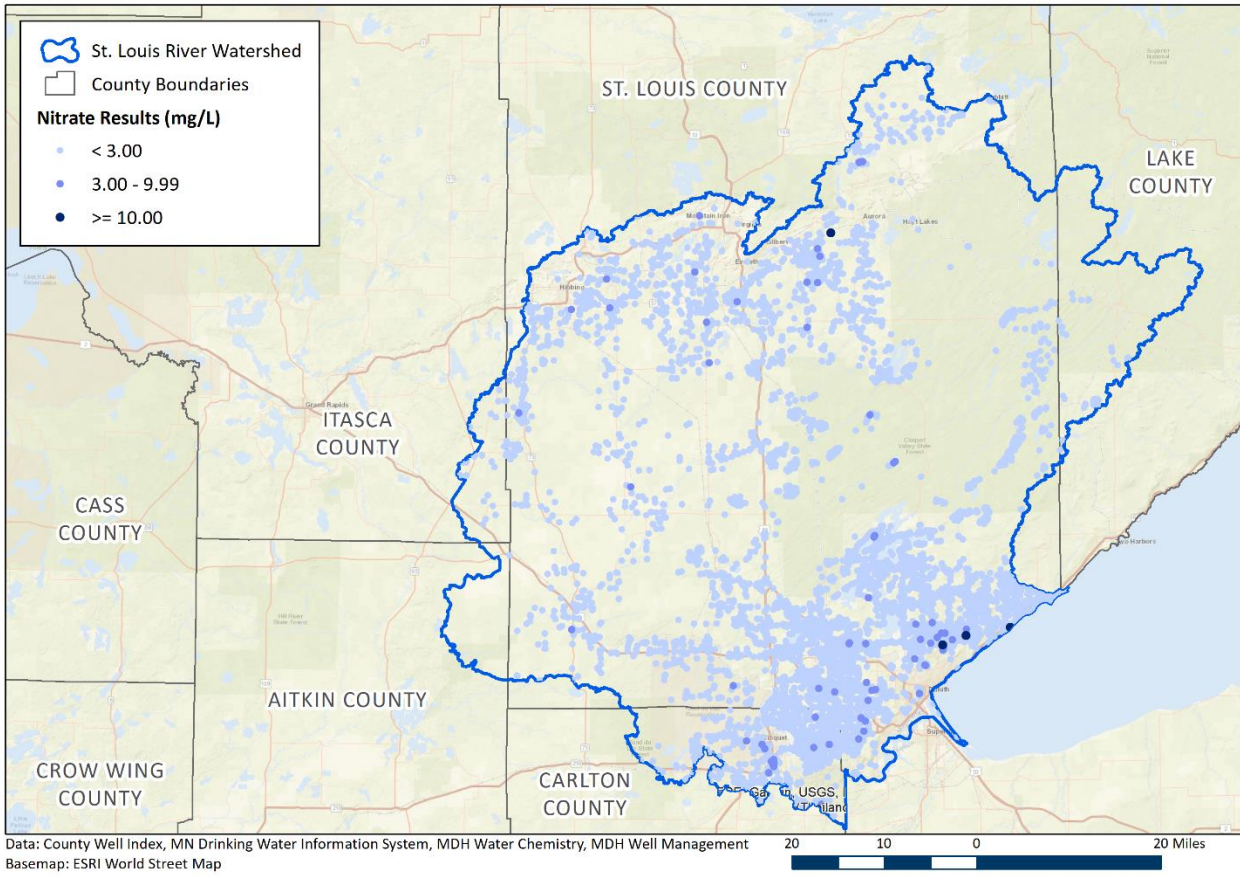 St. Louis River Watershed
County Boundaries
Nitrate Results (mg/L)
< 3.00
3.00 - 9.99
>= 10.00
ST. LOUIS COUNTY
LAKE
COUNTY
Aurora
Hoyt Lakes
Mountain Iron
Hibbing
Grand Rapids
ITASCA
COUNTY
CASS
COUNTY
Two Harbors
AITKIN COUNTY
Duluth
CROW WING
COUNTY
CARLTON
COUNTY
USGS,
Data: County Well Index, MN Drinking Water Information System, MDH Water Chemistry, MDH Well Management
Basemap: ESRI World Street Map
20 10 0 20 Miles